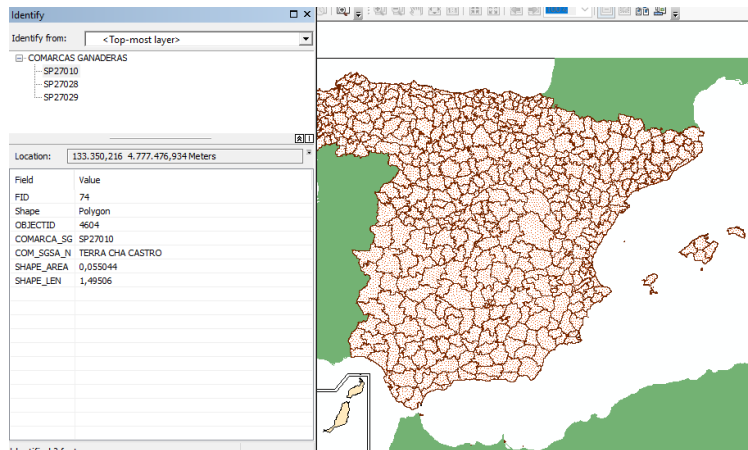 Identify
Identify from: <Top-most layer>
COMARCAS GANADERAS
SP27010
SP27028
SP27029
Location: 133.350,216 4.777.476,934 Meters
Field Value
FID 74
Shape Polygon
OBJECTID 4604
COMARCA_SG SP27010
COM_SGSA_N TERRA CHA CASTRO
SHAPE_AREA 0,055044
SHAPE_LEN 1,49506